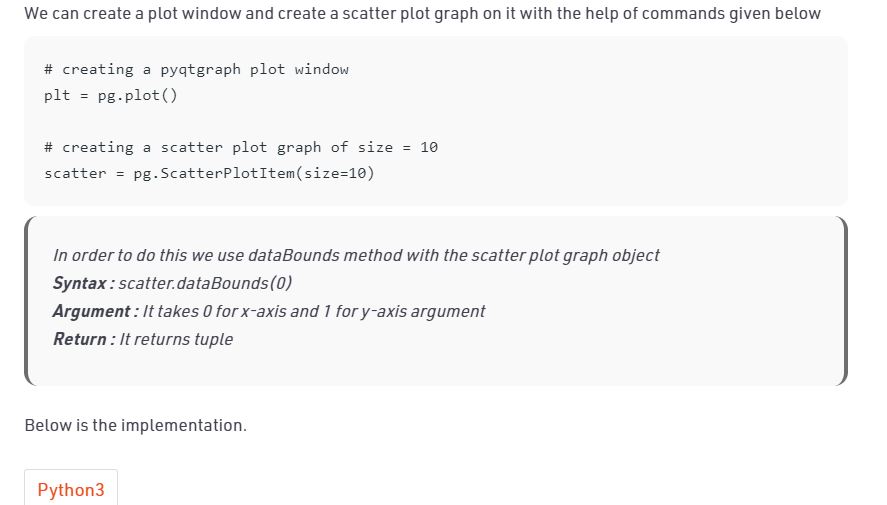 We can create a plot window and create a scatter plot graph on it with the help of commands given below
# creating a pyqtgraph plot window
plt = pg.plot()
# creating a scatter plot graph of size = 10
scatter = pg.ScatterPlotItem(size=10)
In order to do this we use dataBounds method with the scatter plot graph object
Syntax : scatter.dataBounds(0)
Argument : It takes 0 for x-axis and 1 for y-axis argument
Return : It returns tuple
Below is the implementation.
Python3